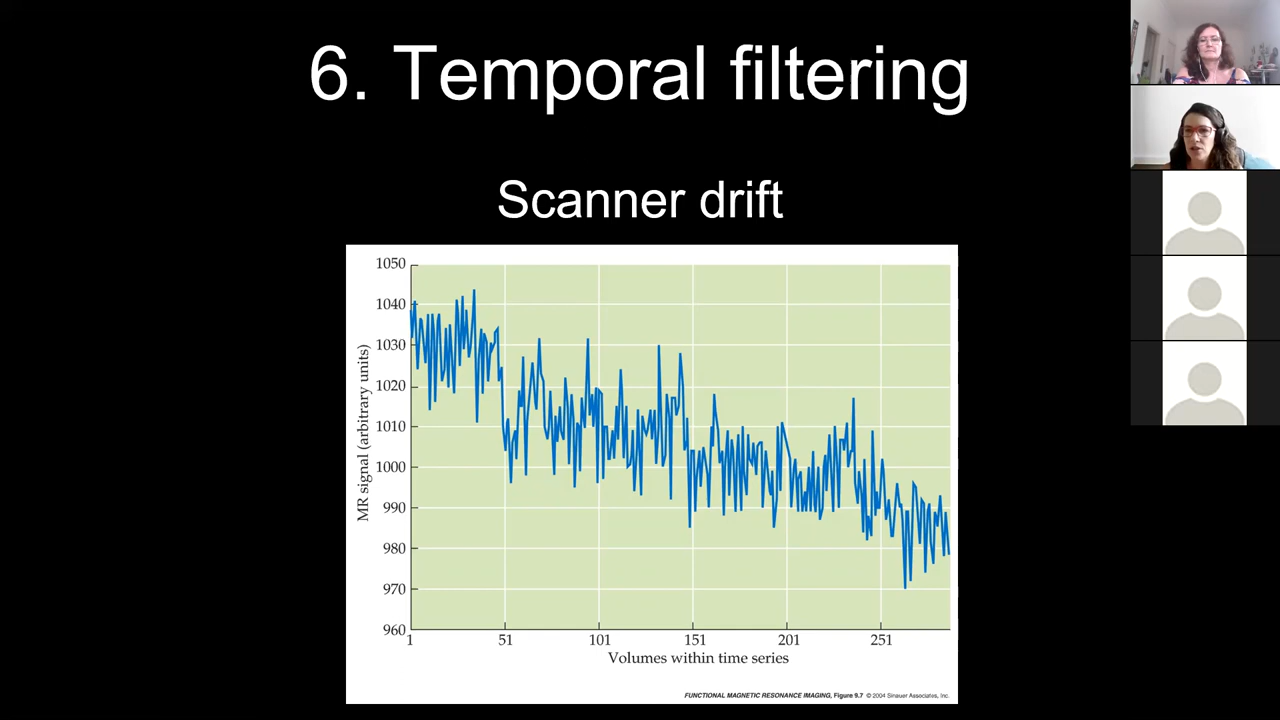 6. Temporal filtering
Scanner drift
1050
1040
1030
1020
1010
1000
990
980
970
960
MR signal (arbitrary units)
1 51 101 151 201 251
Volumes within time series
FUNCTIONAL MAGNETIC RESONANCE IMAGING, Figure 9.7 © 2004 Sinauer Associates, Inc.